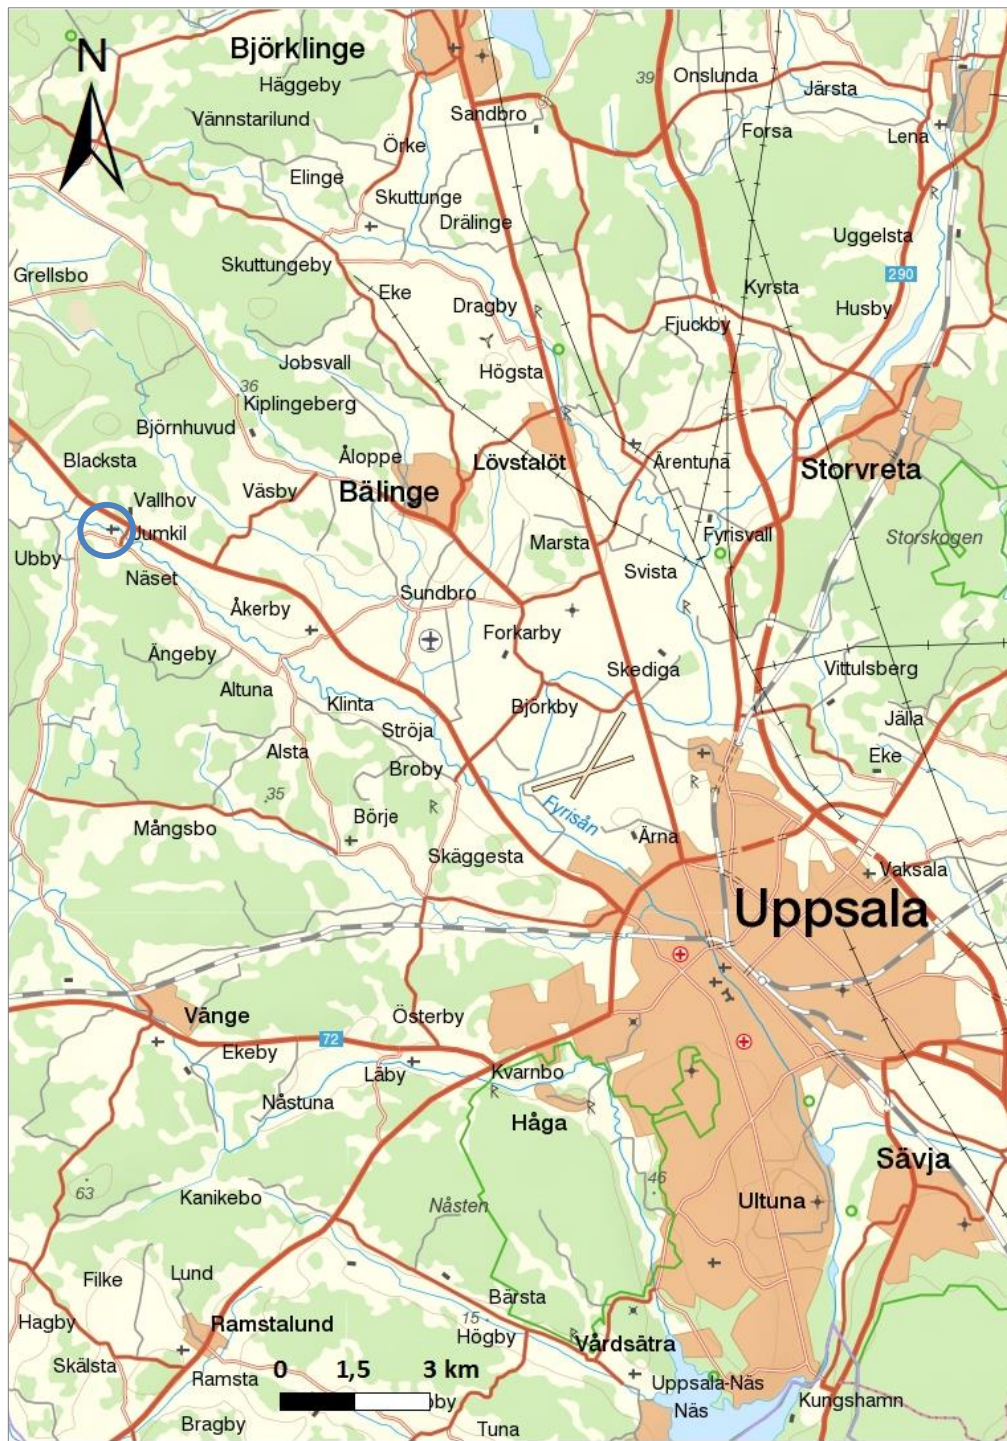 N
Björklinge
Häggeby
Vännstarilund
Sandbro
39
Onslunda
Järsta
Forsa
Lena
Örke
Elinge
Skuttunge
Drälinge
Uggelsta
290
Skuttungeby
Grellsbo
Eke
Dragby
Kyrsta
Husby
Fjuckby
Jobsvall
Högsta
36
Kiplingeberg
Björnhuvud
Blacksta
Åloppe
Lövstalöt
Ärentuna
Storvreta
Väsby
Bälinge
Vallhov
Jumkil
Marsta
Fyrisvall
Storskogen
Ubby
Näset
Svista
Sundbro
Åkerby
Forkarby
Ängeby
Skediga
Vittulsberg
Altuna
Klinta
Björkby
Jälla
Ströja
Alsta
Eke
Broby
35
Börje
Fyrisån
Mångsbo
Ärna
Skäggesta
Vaksala
Uppsala
Vänge
Österby
72
Ekeby
Läby
Kvarnbo
Nåstuna
Håga
Sävja
63
Kanikebo
Nåsten
46
Ultuna
Filke
Lund
Bärsta
Hagby
Ramstalund
15
Högby
Vårdsätra
Skälsta
0 1,5 3 km
Ramsta
by
Uppsala-Näs
Näs
Kungshamn
Bragby
Tuna